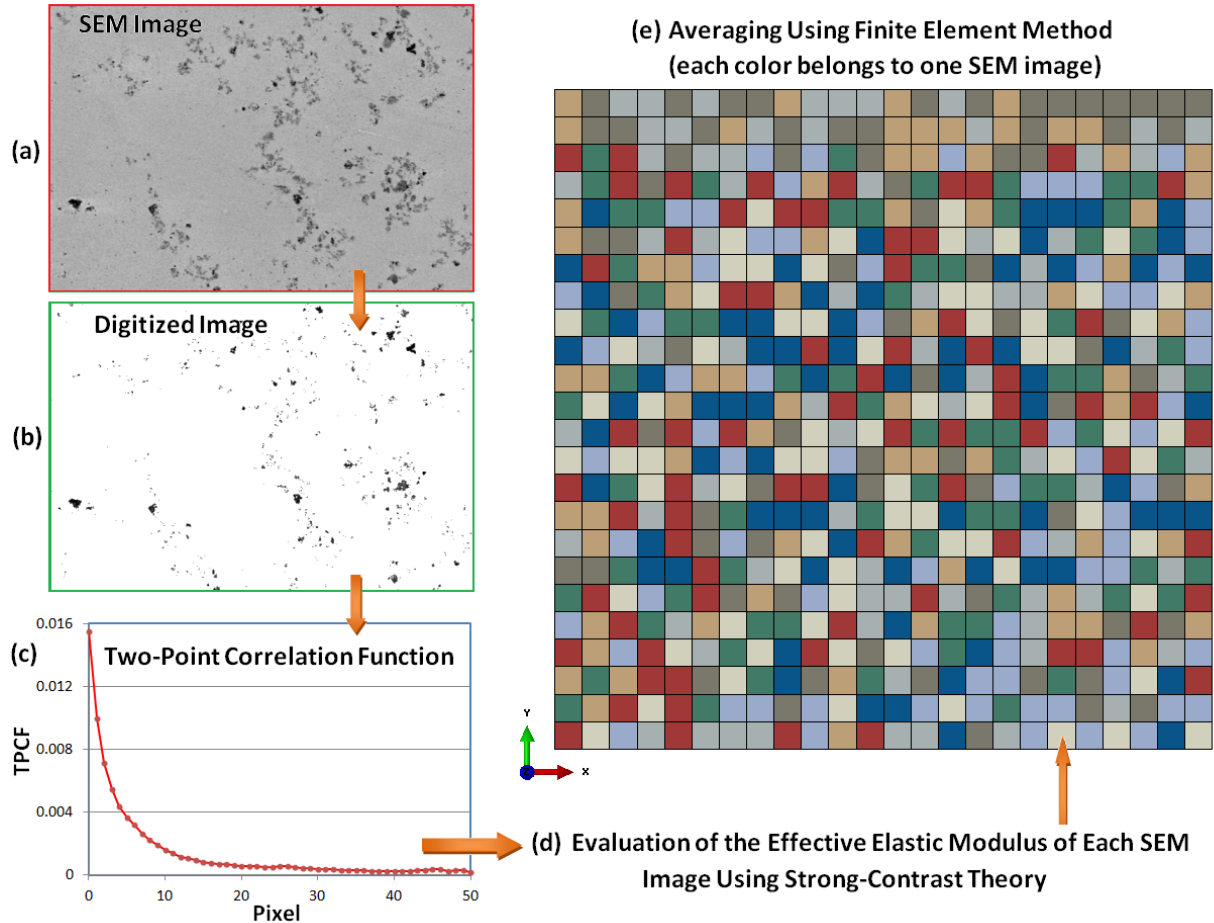 SEM Image
(a)
Digitized Image
(b)
(c)
Two-Point Correlation Function
TPCF
0.016
0.012
0.008
0.004
0
0 10 20 30 40 50
Pixel
(d) Evaluation of the Effective Elastic Modulus of Each SEM
Image Using Strong-Contrast Theory
(e) Averaging Using Finite Element Method
(each color belongs to one SEM image)
Y
Z
X